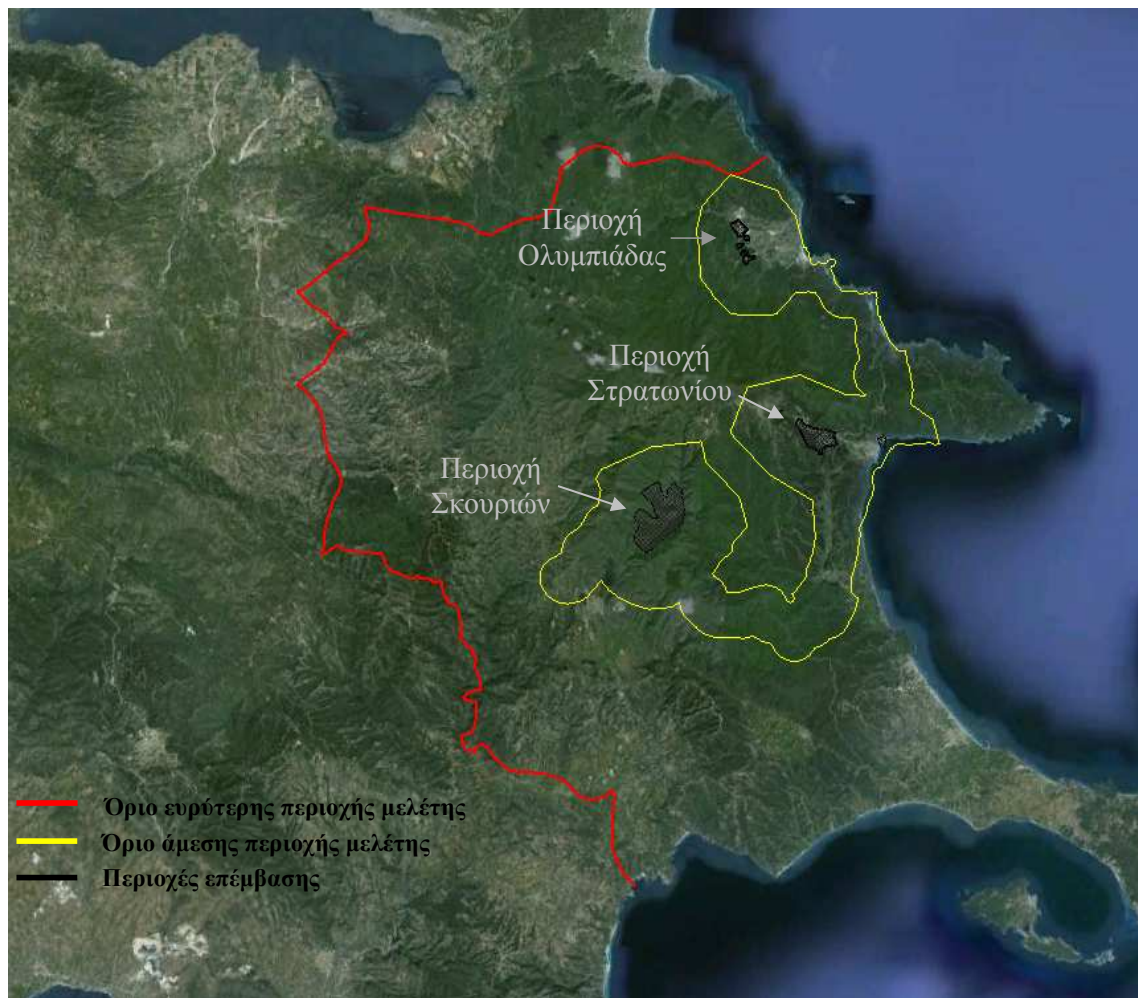 Περιοχή
Ολυμπιάδας
Περιοχή
Στρατωνίου
Περιοχή
Σκουριών
Όριο ευρύτερης περιοχής μελέτης
Όριο άμεσης περιοχής μελέτης
Περιοχές επέμβασης